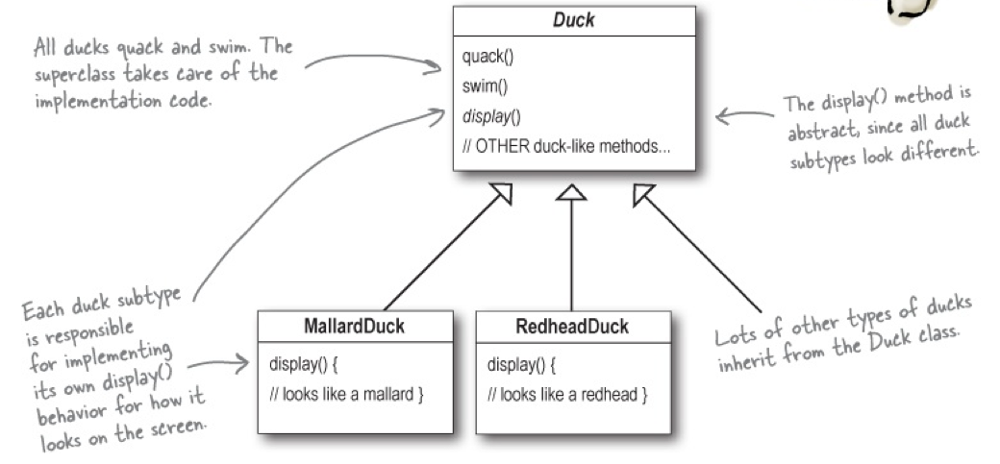 Duck
quack()
swim()
display()
// OTHER duck-like methods...
All ducks quack and swim. The
superclass takes care of the
implementation code.
The display() method is
abstract, since all duck
subtypes look different.
Each duck subtype
is responsible
for implementing
its own display()
behavior for how it
looks on the screen.
MallardDuck
display() {
// looks like a mallard }
RedheadDuck
display() {
// looks like a redhead }
Lots of other types of ducks
inherit from the Duck class.